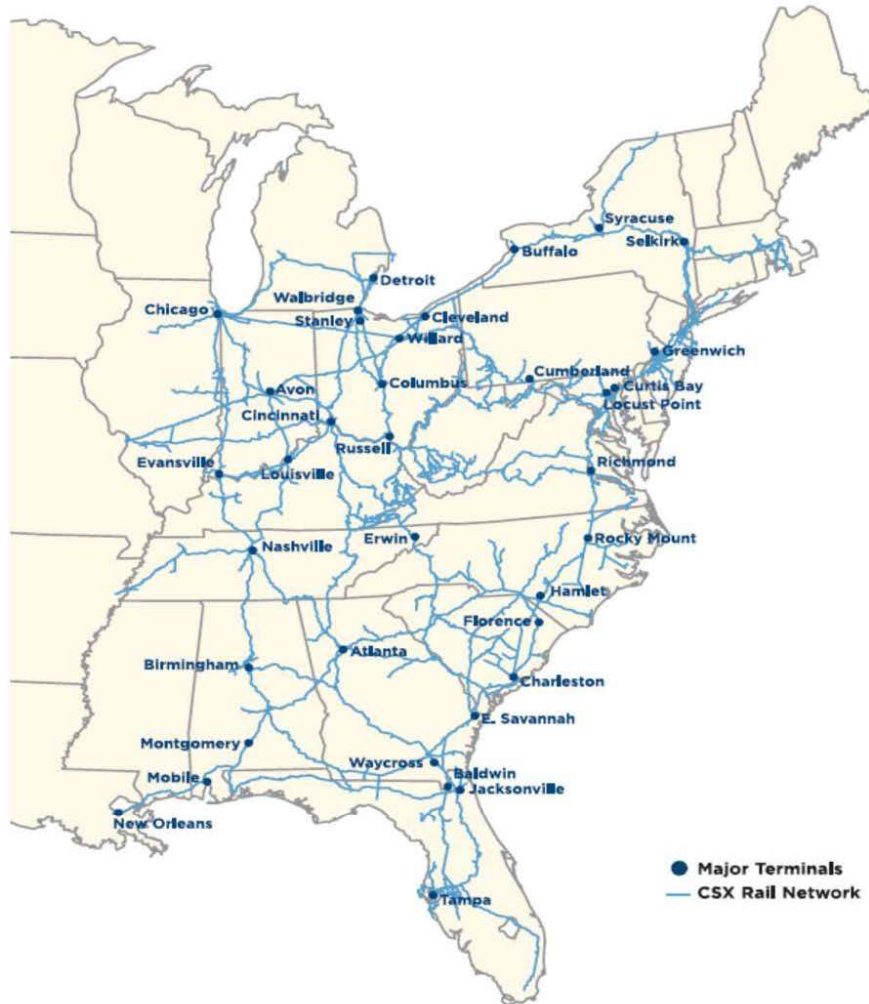 Syracuse
Selkirk
Buffalo
Detroit
Walbridge
Chicago
Stanley
Cleveland
Willard
Greenwich
Cumberland
Columbus
Curtis Bay
Avon
Locust Point
Cincinnati
Russell
Evansville
Louisville
Richmond
Erwin
Rocky Mount
Nashville
Hamlet
Florence
Atlanta
Birmingham
Charleston
E. Savannah
Montgomery
Waycross
Baldwin
Mobile
Jacksonville
New Orleans
Major Terminals
CSX Rail Network
Tampa